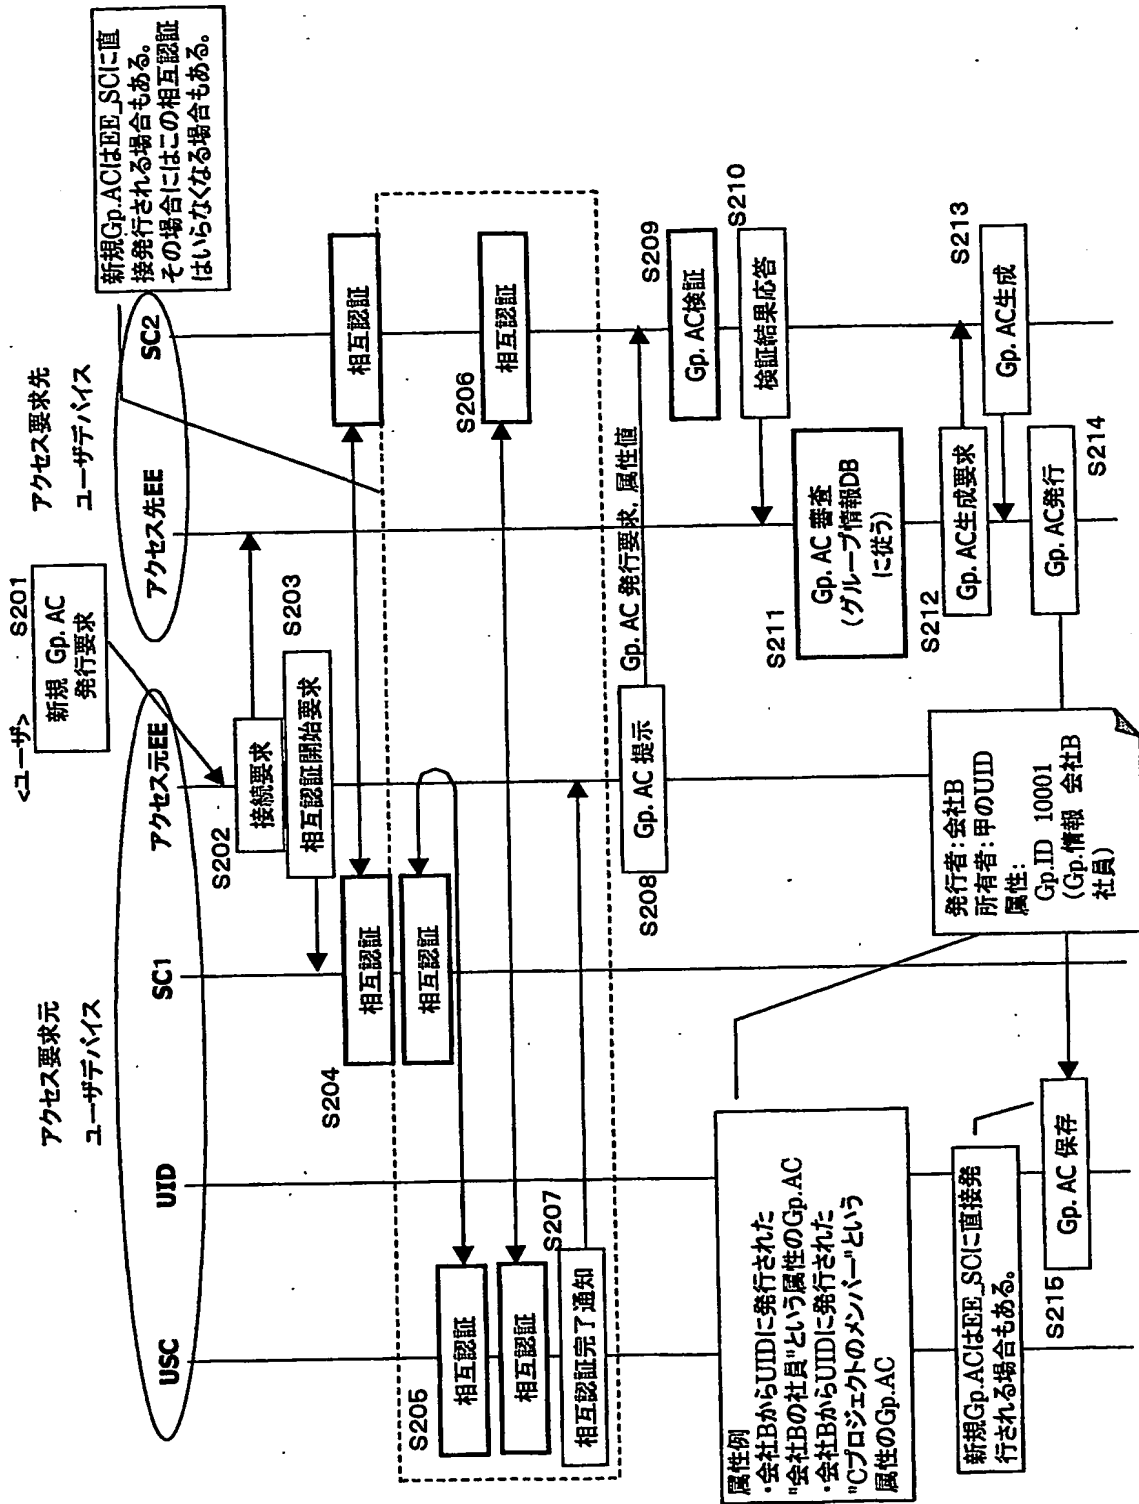 <ユーザ>
S201
新規 Gp. AC
発行要求
アクセス要求元
ユーザデバイス
USC
UID
SC1
アクセス元EE
アクセス要求先
ユーザデバイス
アクセス先EE
SC2
新規Gp.ACはEE_SCに直
接発行される場合もある。
その場合にはこの相互認証
はいらなくなる場合もある。
S202
接続要求
S203
相互認証開始要求
S204
相互認証
相互認証
相互認証
S205
相互認証
S206
相互認証
相互認証
S207
相互認証完了通知
S208
Gp. AC 提示
Gp. AC 発行要求, 属性値
S209
Gp. AC検証
S210
検証結果応答
S211
Gp. AC 審査
(グループ情報DB
に従う)
S212
Gp. AC生成要求
S213
Gp. AC生成
S214
Gp. AC発行
発行者:会社B
所有者:甲のUID
属性:
Gp.ID 10001
(Gp.情報 会社B
社員)
属性例
・会社BからUIDに発行された
"会社Bの社員"という属性のGp.AC
・会社BからUIDに発行された
"Cプロジェクトのメンバー"という
属性のGp.AC
新規Gp.ACはEE_SCに直接発
行される場合もある。
S215
Gp. AC 保存